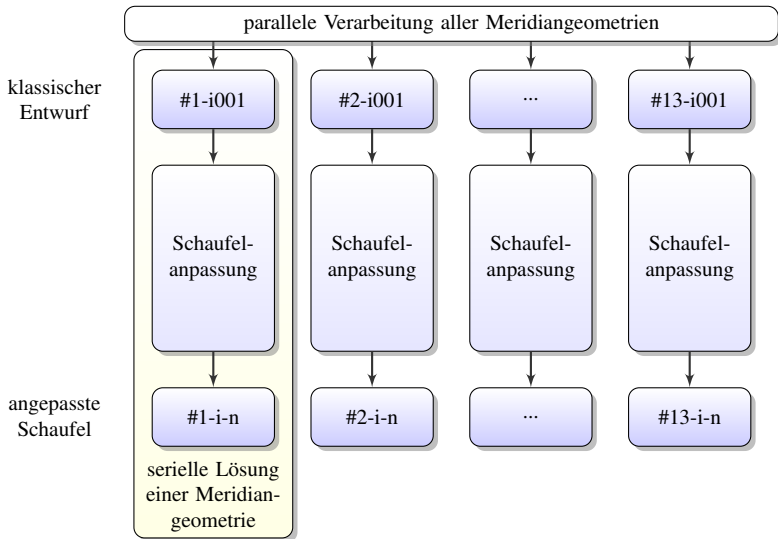 parallele Verarbeitung aller Meridiangeometrien
klassischer
Entwurf
#1-i001
#2-i001
...
#13-i001
Schaufel-
anpassung
Schaufel-
anpassung
Schaufel-
anpassung
Schaufel-
anpassung
angepasste
Schaufel
#1-i-n
#2-i-n
...
#13-i-n
serielle Lösung
einer Meridian-
geometrie